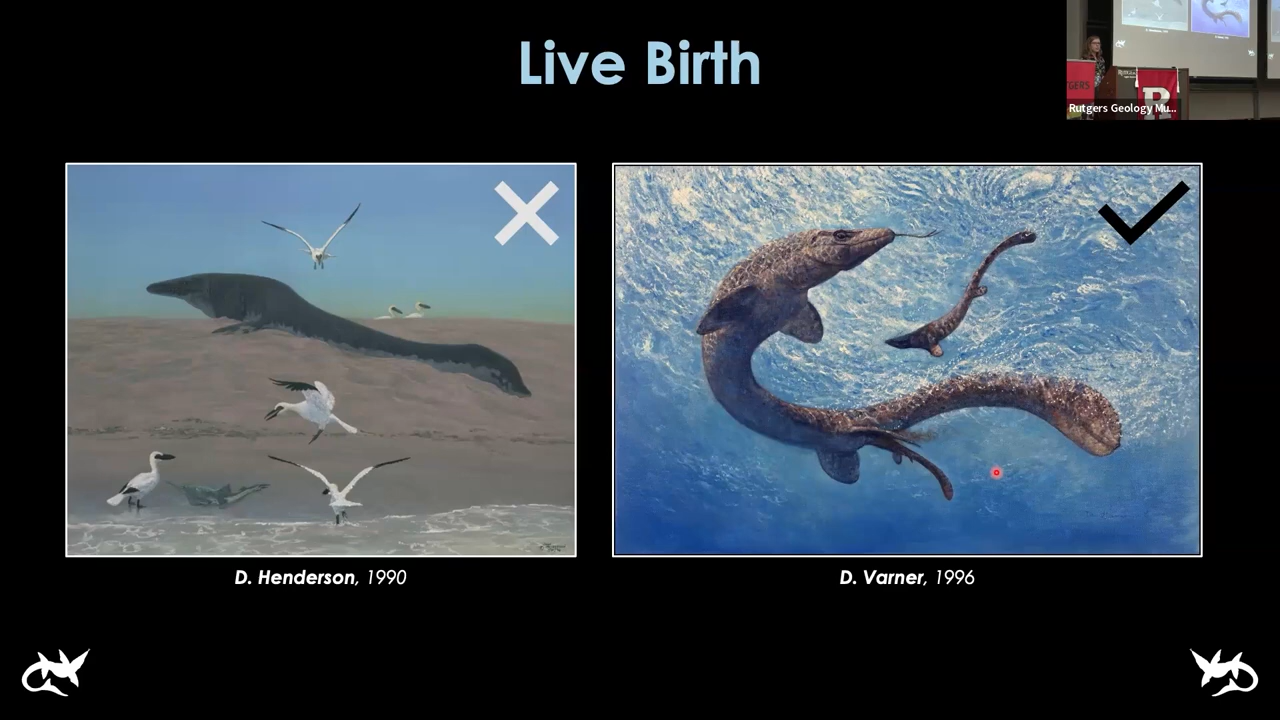 Live Birth
Rutgers Geology Mu...
D. Henderson, 1990
D. Varner, 1996